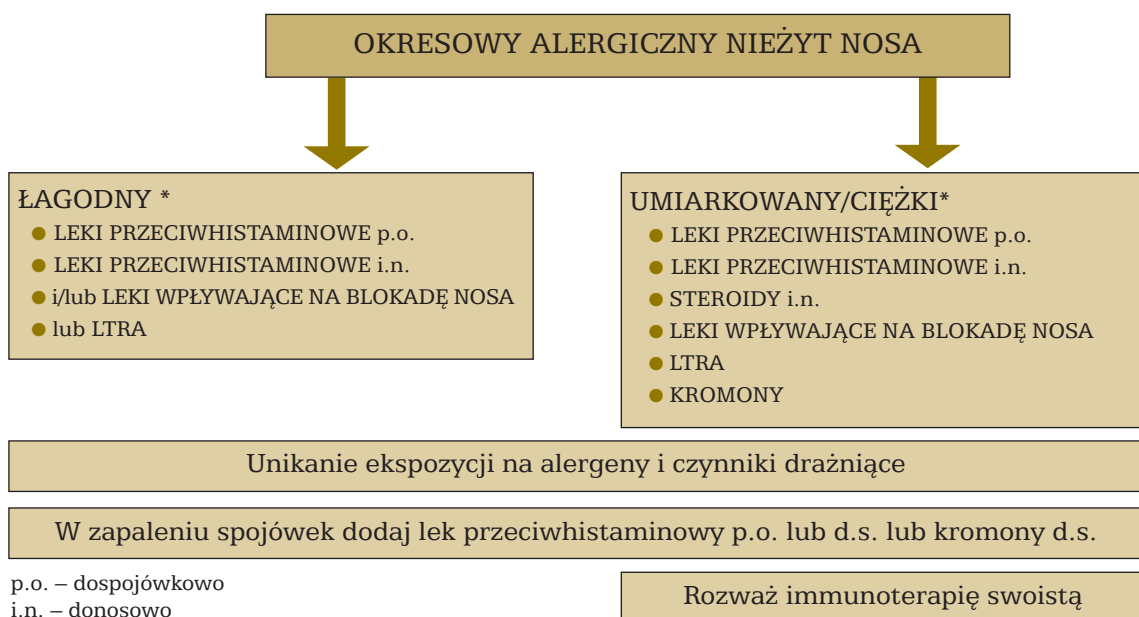 OKRESOWY ALERGICZNY NIEŻYT NOSA
ŁAGODNY *
● LEKI PRZECIWHISTAMINOWE p.o.
● LEKI PRZECIWHISTAMINOWE i.n.
● i/lub LEKI WPŁYWAJĄCE NA BLOKADĘ NOSA
● lub LTRA
UMIARKOWANY/CIĘŻKI*
● LEKI PRZECIWHISTAMINOWE p.o.
● LEKI PRZECIWHISTAMINOWE i.n.
● STEROIDY i.n.
● LEKI WPŁYWAJĄCE NA BLOKADĘ NOSA
● LTRA
● KROMONY
Unikanie ekspozycji na alergeny i czynniki drażniące
W zapaleniu spojówek dodaj lek przeciwhistaminowy p.o. lub d.s. lub kromony d.s.
p.o. – dospojówkowo
i.n. – donosowo
Rozważ immunoterapię swoistą